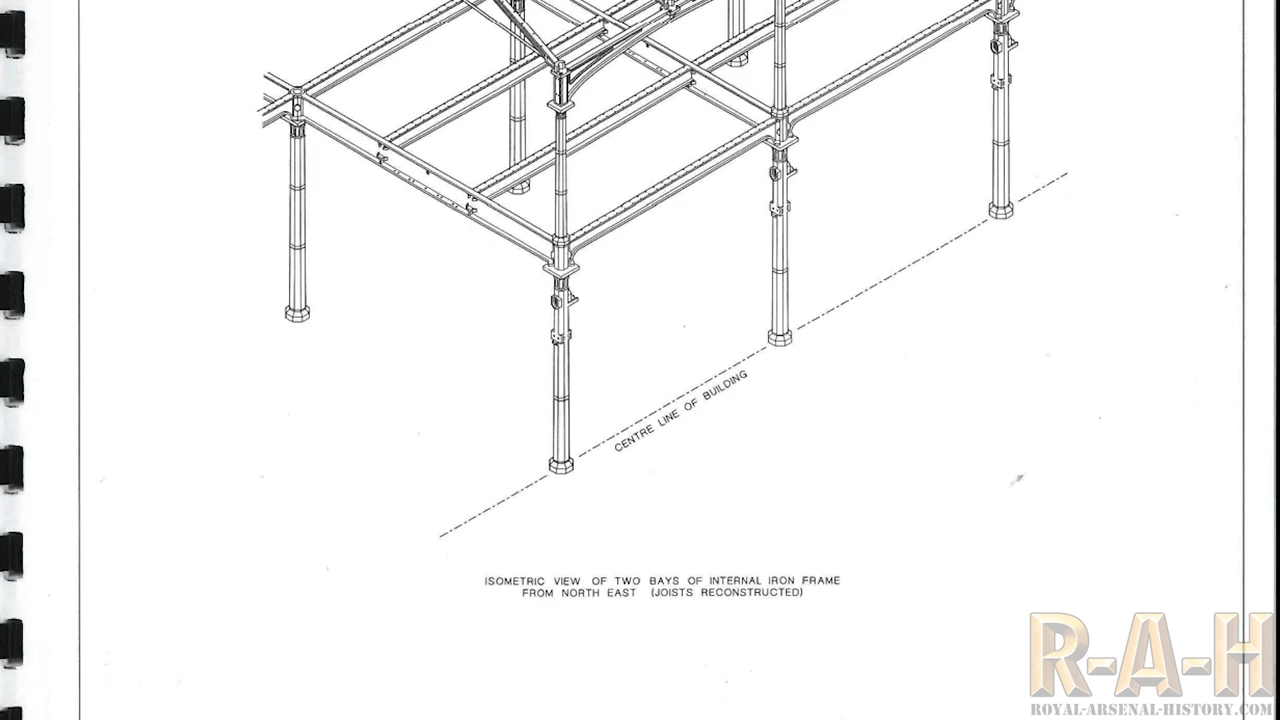 CENTRE LINE OF BUILDING
ISOMETRIC VIEW OF TWO BAYS OF INTERNAL IRON FRAME
FROM NORTH EAST (JOISTS RECONSTRUCTED)
R-A-H
ROYAL-ARSENAL-HISTORY.COM